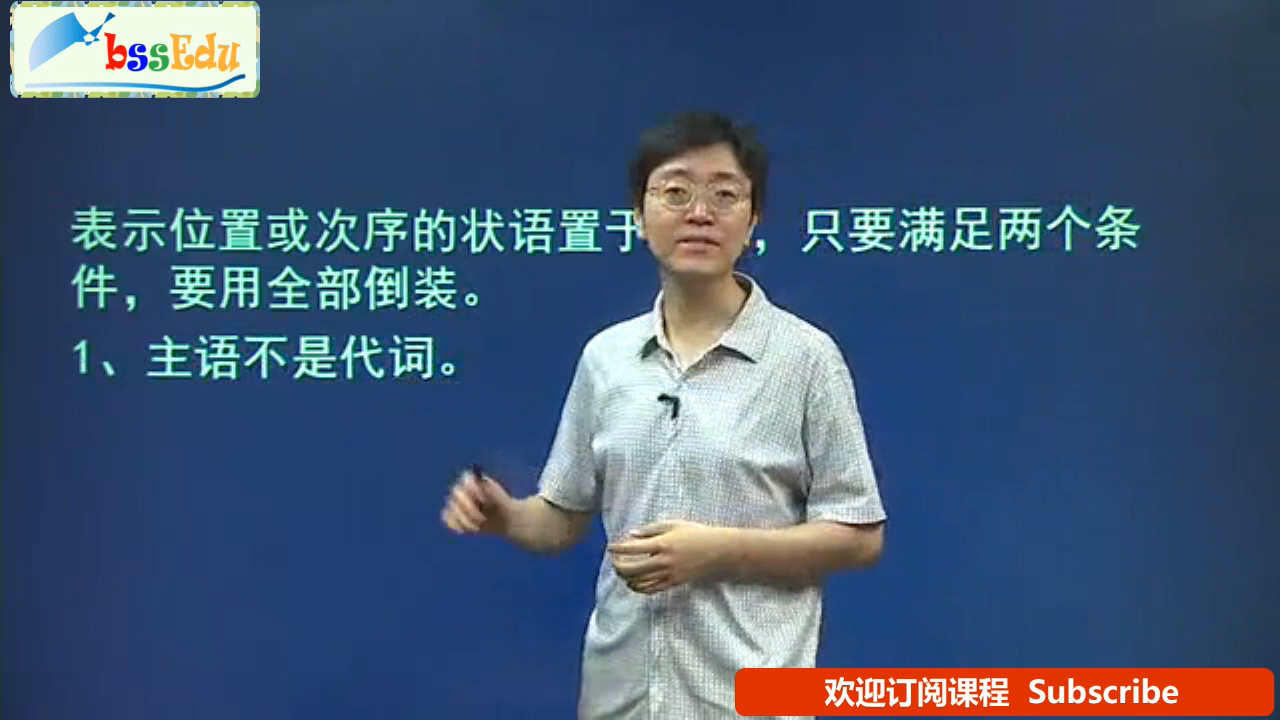 bssEdu
表示位置或次序的状语置于，只要满足两个条
件，要用全部倒装。
1、主语不是代词。
欢迎订阅课程 Subscribe